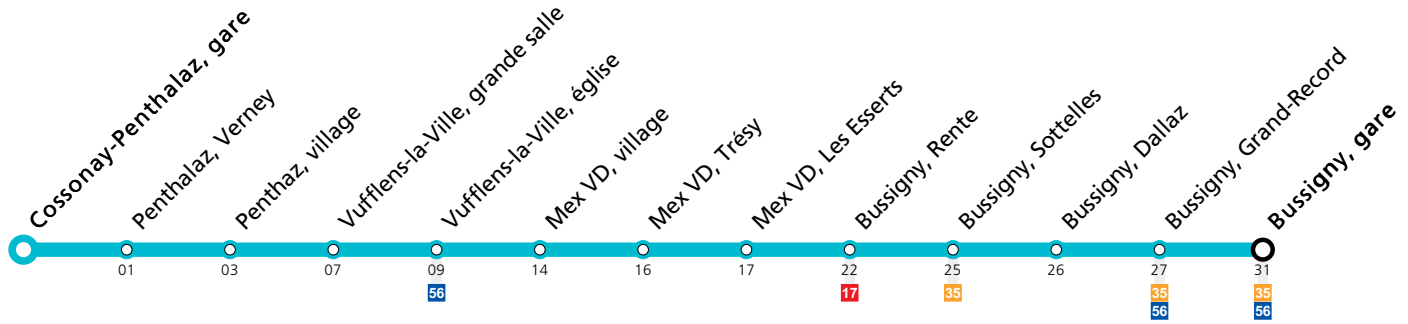 Cossonay-Penthalaz, gare
Penthalaz, Verney
Penthaz, village
Vufflens-la-Ville, grande salle
Vufflens-la-Ville, église
Mex VD, village
Mex VD, Trésy
Mex VD, Les Esserts
Bussigny, Rente
Bussigny, Sottelles
Bussigny, Dallaz
Bussigny, Grand-Record
Bussigny, gare
01 03 07 09 14 16 17 22 25 26 27 31
56 17 35 35 35
56 56